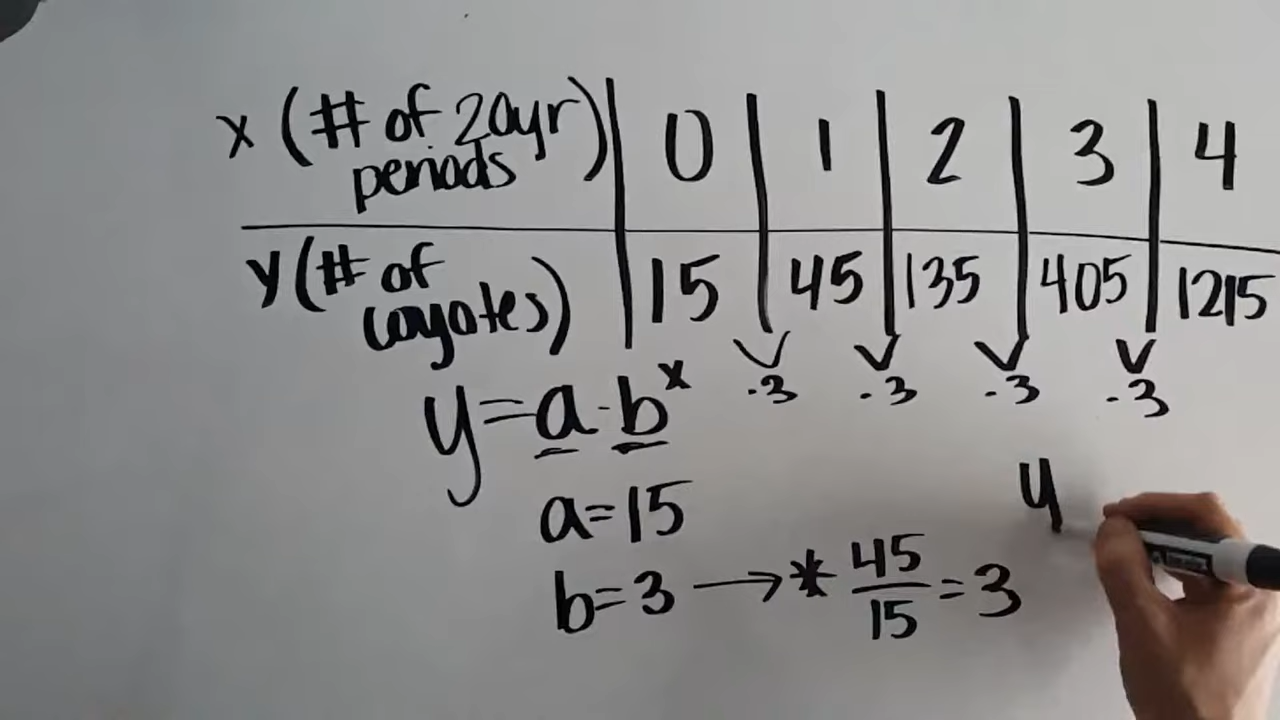 x (# of 20yr periods) 0 1 2 3 4
y (# of coyotes) 15 45 135 405 1215
·3 ·3 ·3 ·3
y=a·bˣ
a=15
y
b=3 → * 45/15 = 3